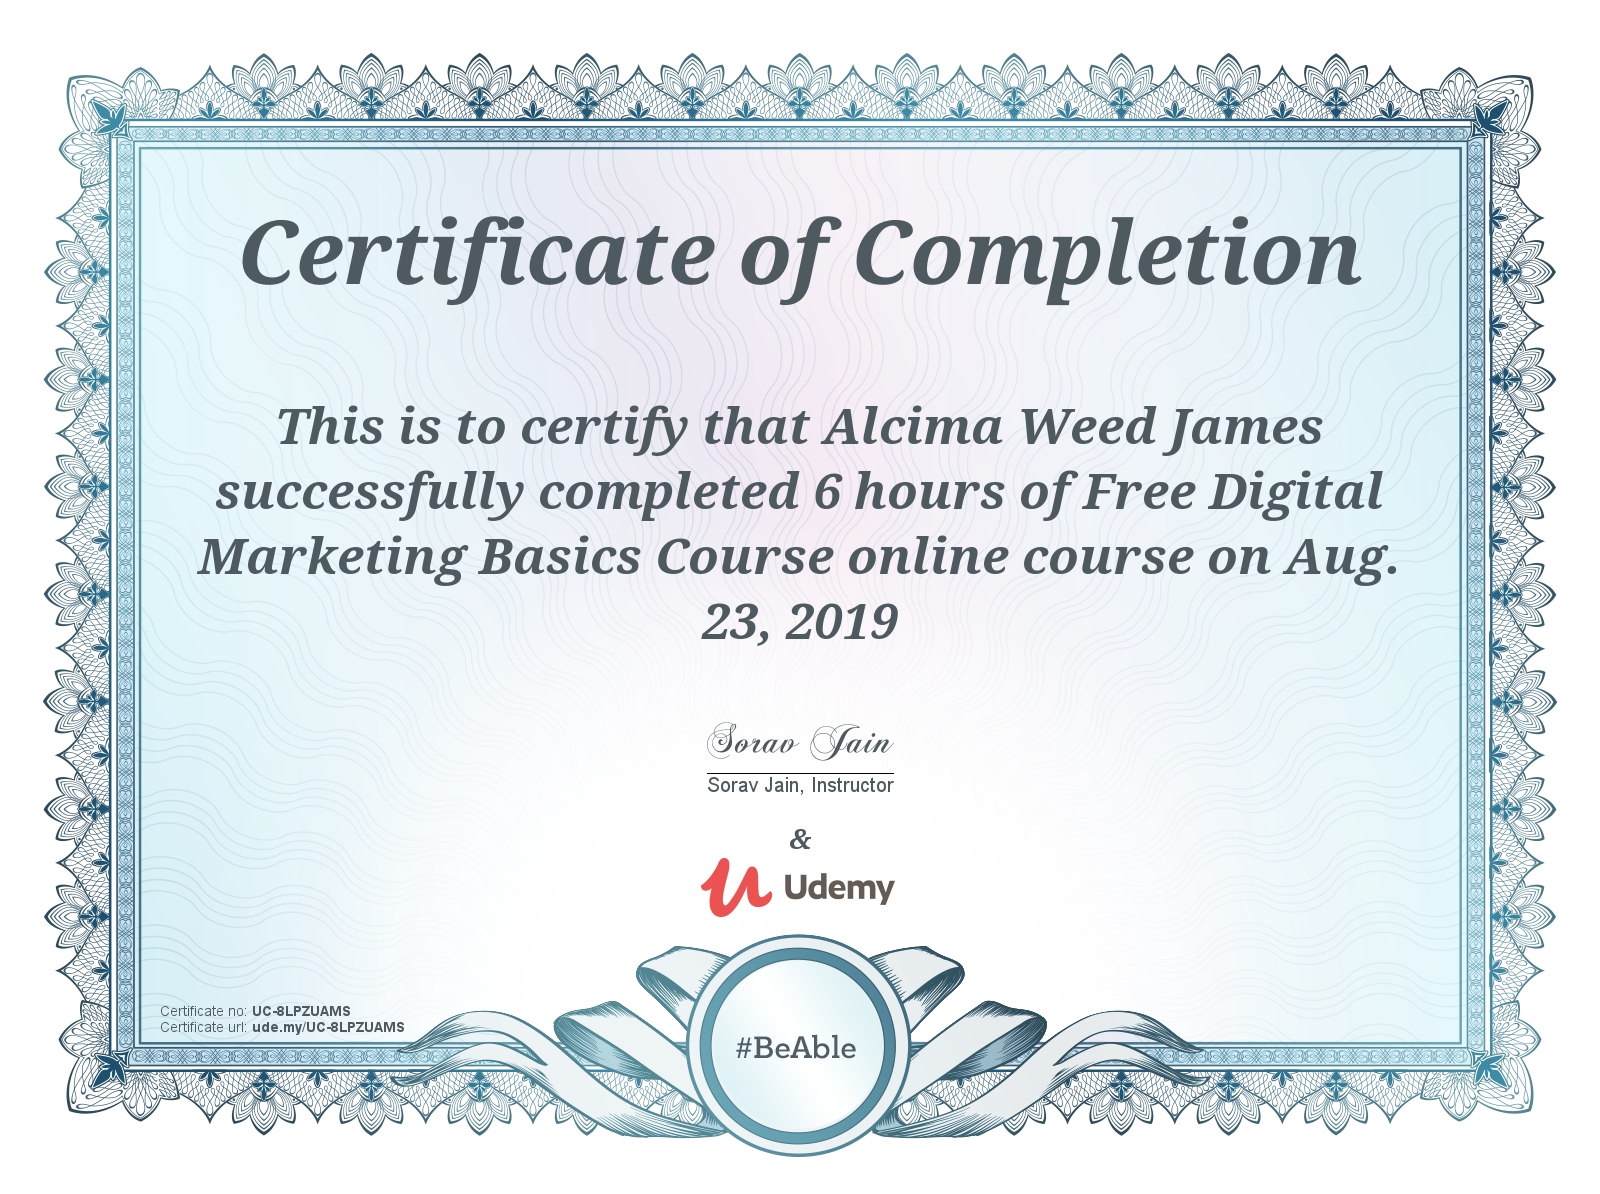 Certificate of Completion
This is to certify that Alcima Weed James
successfully completed 6 hours of Free Digital
Marketing Basics Course online course on Aug.
23, 2019
Sorav Jain
Sorav Jain, Instructor
&
Udemy
Certificate no: UC-8LPZUAMS
Certificate url: ude.my/UC-8LPZUAMS
#BeAble